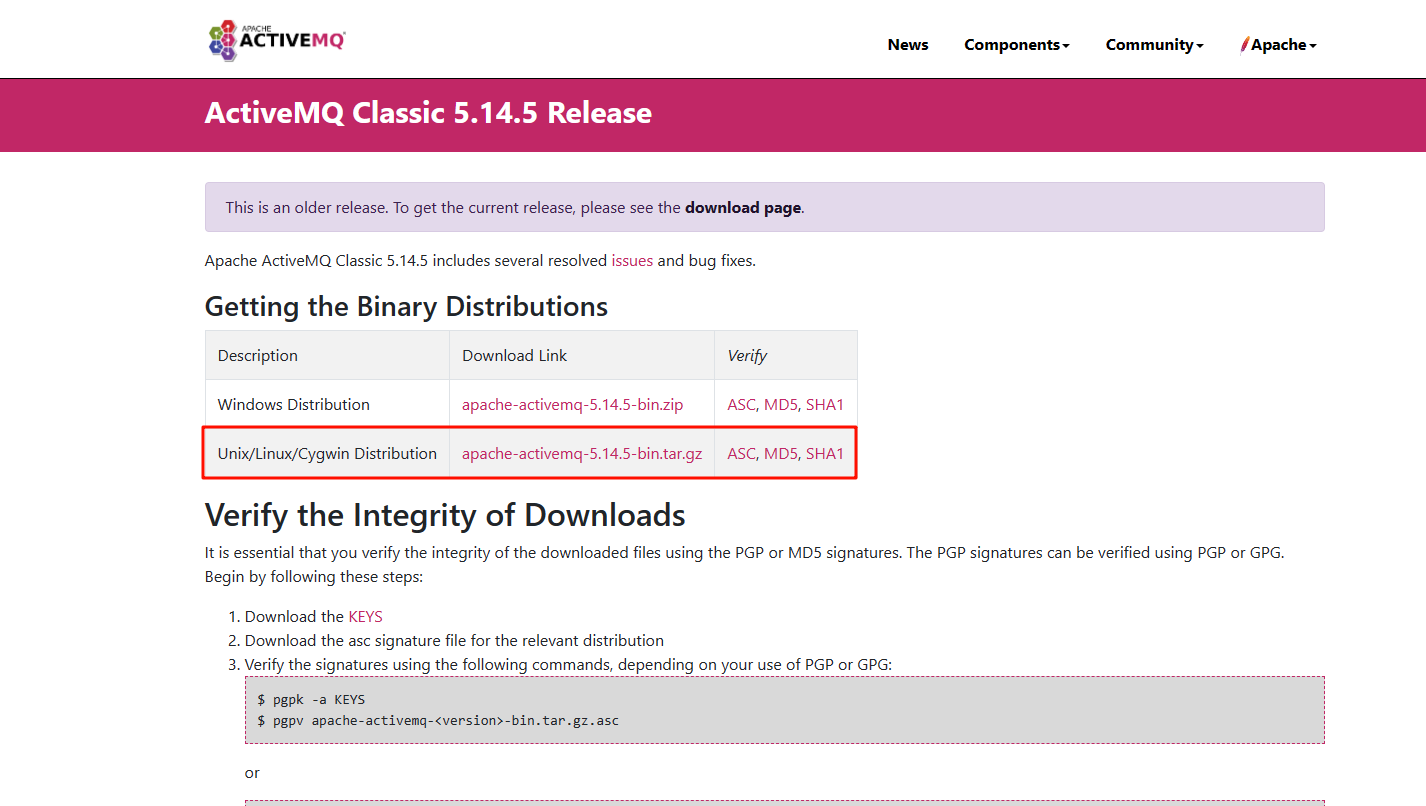 APACHE
ACTIVEMQ
News
Components
Community
Apache
ActiveMQ Classic 5.14.5 Release
This is an older release. To get the current release, please see the download page.
Apache ActiveMQ Classic 5.14.5 includes several resolved issues and bug fixes.
Getting the Binary Distributions
Description Download Link Verify
Windows Distribution apache-activemq-5.14.5-bin.zip ASC, MD5, SHA1
Unix/Linux/Cygwin Distribution apache-activemq-5.14.5-bin.tar.gz ASC, MD5, SHA1
Verify the Integrity of Downloads
It is essential that you verify the integrity of the downloaded files using the PGP or MD5 signatures. The PGP signatures can be verified using PGP or GPG.
Begin by following these steps:
1. Download the KEYS
2. Download the asc signature file for the relevant distribution
3. Verify the signatures using the following commands, depending on your use of PGP or GPG:
$ pgpk -a KEYS
$ pgpv apache-activemq-<version>-bin.tar.gz.asc
or